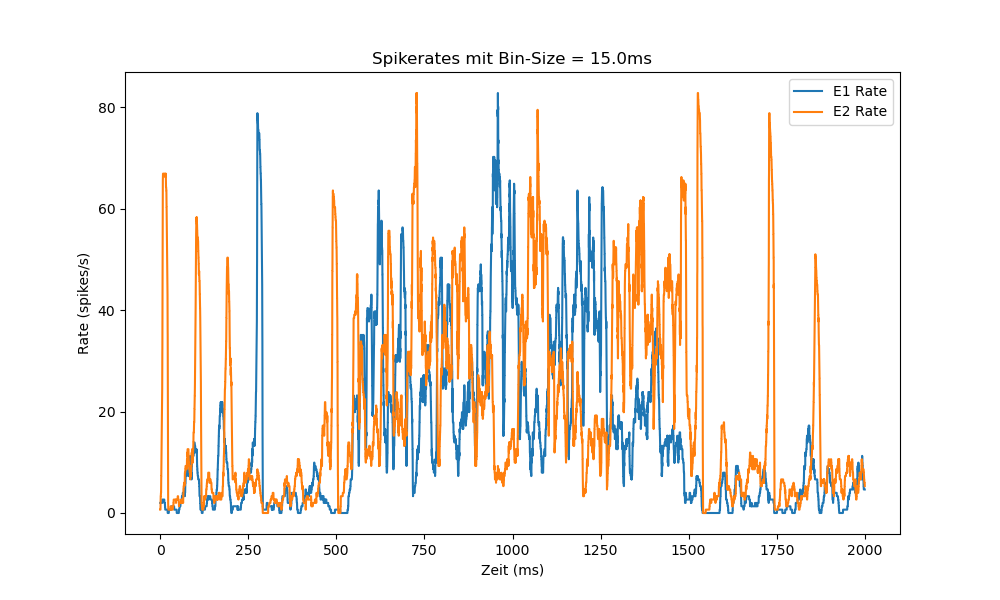 Spikerates mit Bin-Size = 15.0ms
E1 Rate
E2 Rate
80
60
40
20
0
Rate (spikes/s)
0 250 500 750 1000 1250 1500 1750 2000
Zeit (ms)